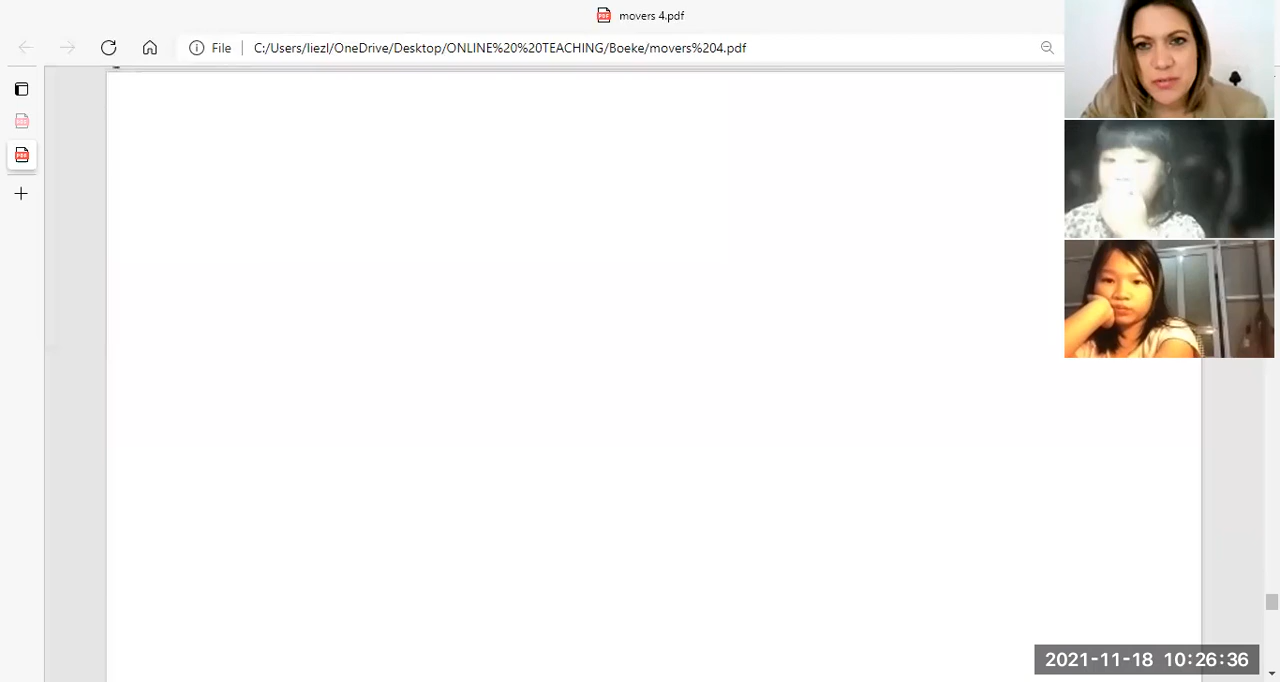 movers 4.pdf
File C:/Users/liezl/OneDrive/Desktop/ONLINE%20%20TEACHING/Boeke/movers%204.pdf
2021-11-18 10:26:36